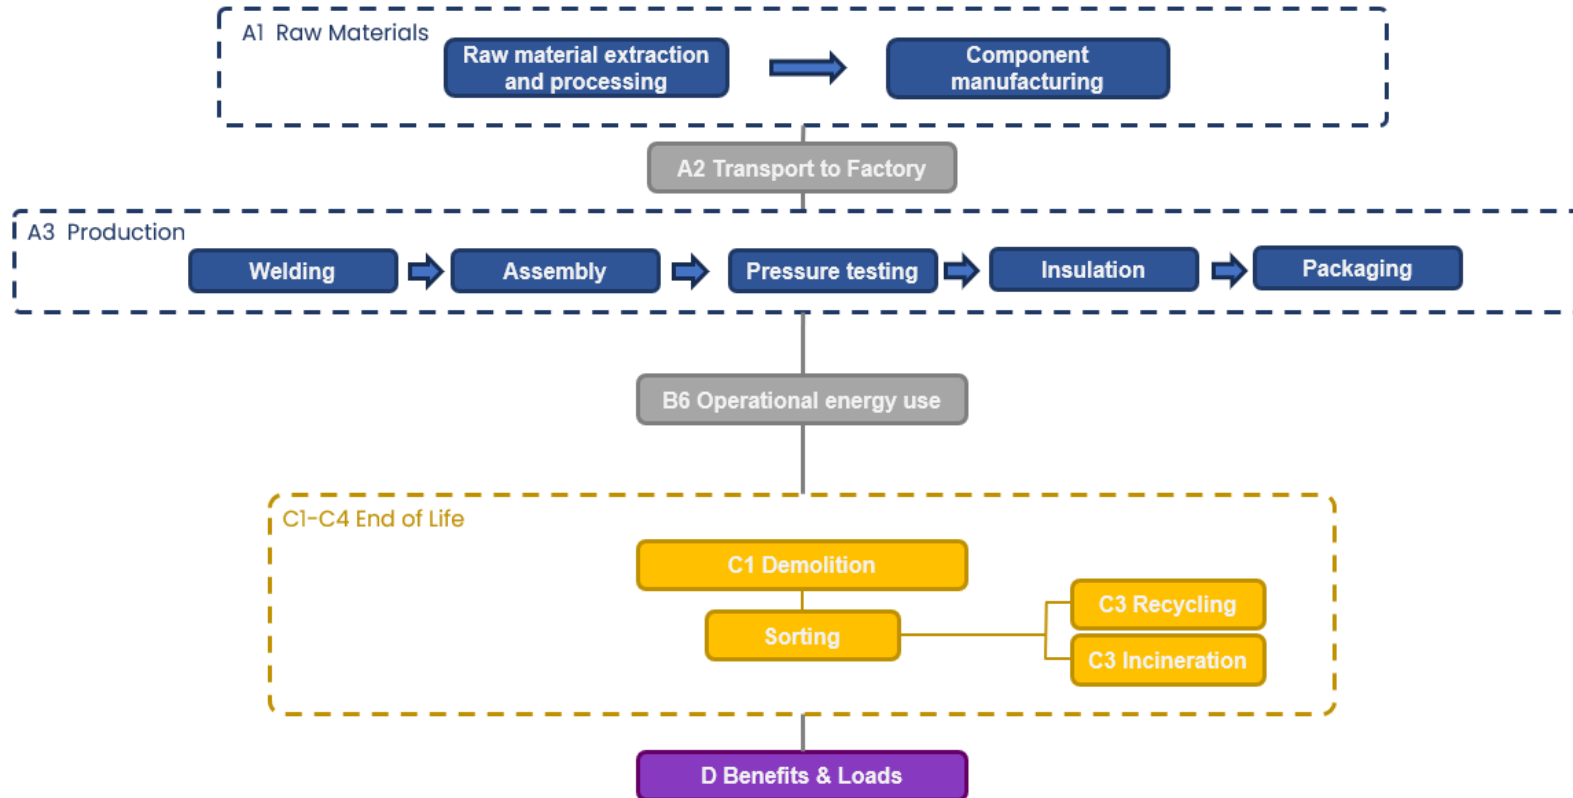 A1 Raw Materials
Raw material extraction
and processing
Component
manufacturing
A2 Transport to Factory
A3 Production
Welding
Assembly
Pressure testing
Insulation
Packaging
B6 Operational energy use
C1-C4 End of Life
C1 Demolition
Sorting
C3 Recycling
C3 Incineration
D Benefits & Loads